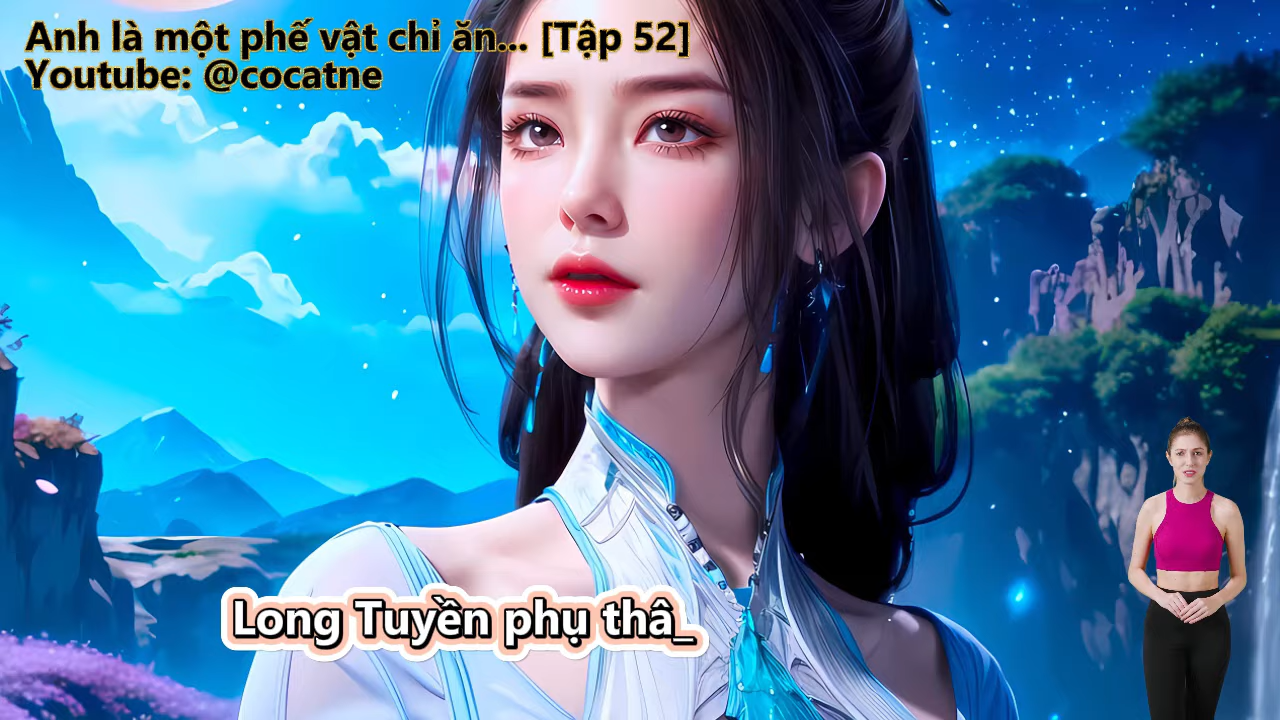 Anh là một phế vật chỉ ăn... [Tập 52]
Youtube: @cocatne
Long Tuyền phụ thâ_